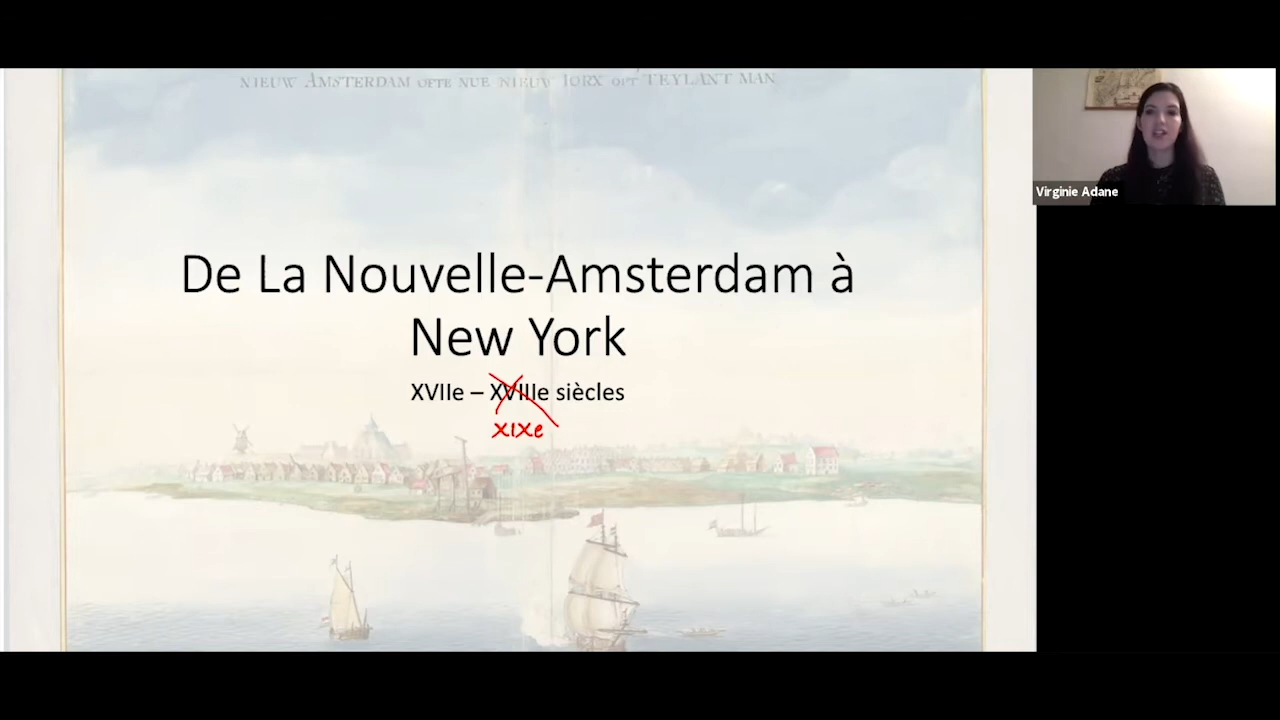 NIEUW AMSTERDAM OFTE NUE NIEUW IORX OPT TEYLANT MAN
De La Nouvelle-Amsterdam à
New York
XVIIe – XVIIIe siècles
XIXe
Virginie Adane